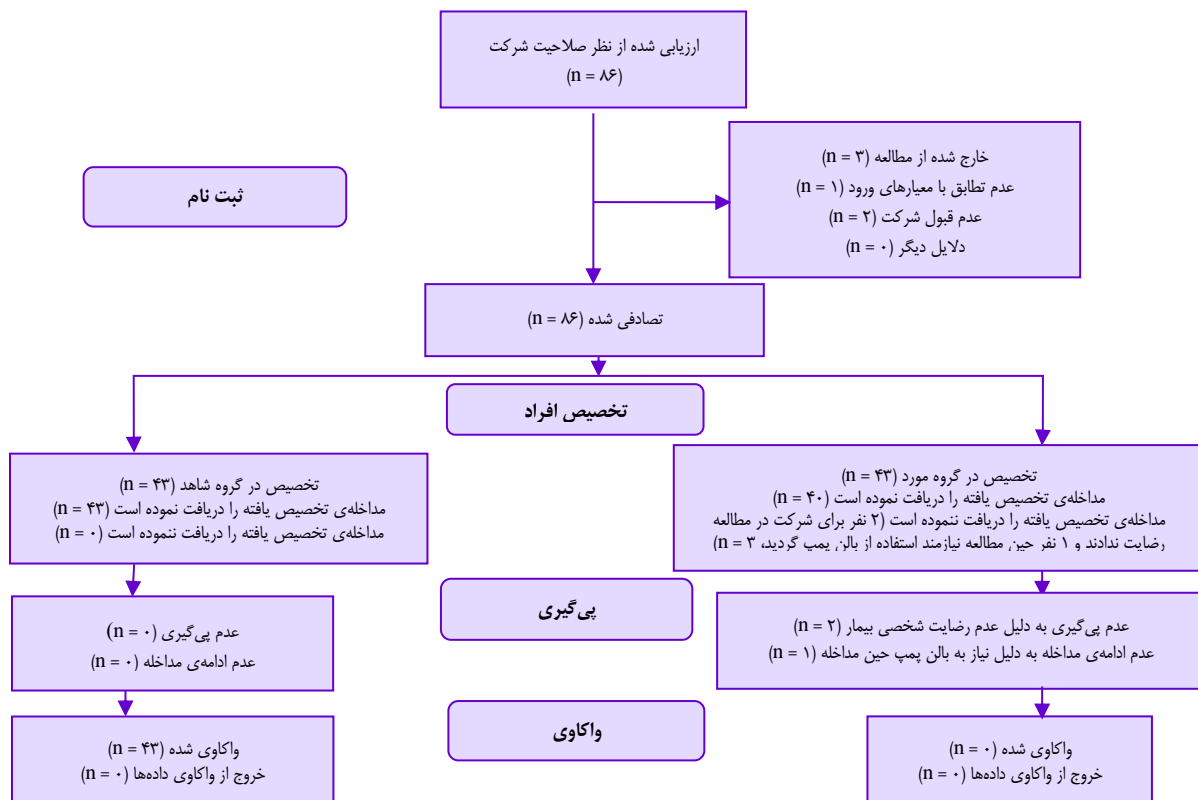 ارزیابی شده از نظر صلاحیت شرکت
(n = ۸۶)
خارج شده از مطالعه (n = ۳)
عدم تطابق با معیارهای ورود (n = ۱)
عدم قبول شرکت (n = ۲)
دلایل دیگر (n = ۰)
ثبت نام
تصادفی شده (n = ۸۶)
تخصیص افراد
تخصیص در گروه مورد (n = ۴۳)
مداخله‌ی تخصیص یافته را دریافت نموده است (n = ۴۰)
مداخله‌ی تخصیص یافته را دریافت ننموده است (۲ نفر برای شرکت در مطالعه
رضایت ندادند و ۱ نفر حین مطالعه نیازمند استفاده از بالن پمپ گردید، n = ۳)
تخصیص در گروه شاهد (n = ۴۳)
مداخله‌ی تخصیص یافته را دریافت نموده است (n = ۴۳)
مداخله‌ی تخصیص یافته را دریافت ننموده است (n = ۰)
پی‌گیری
عدم پی‌گیری به دلیل عدم رضایت شخصی بیمار (n = ۲)
عدم ادامه‌ی مداخله به دلیل نیاز به بالن پمپ حین مداخله (n = ۱)
عدم پی‌گیری (n = ۰)
عدم ادامه‌ی مداخله (n = ۰)
واکاوی
واکاوی شده (n = ۰)
خروج از واکاوی داده‌ها (n = ۰)
واکاوی شده (n = ۴۳)
خروج از واکاوی داده‌ها (n = ۰)